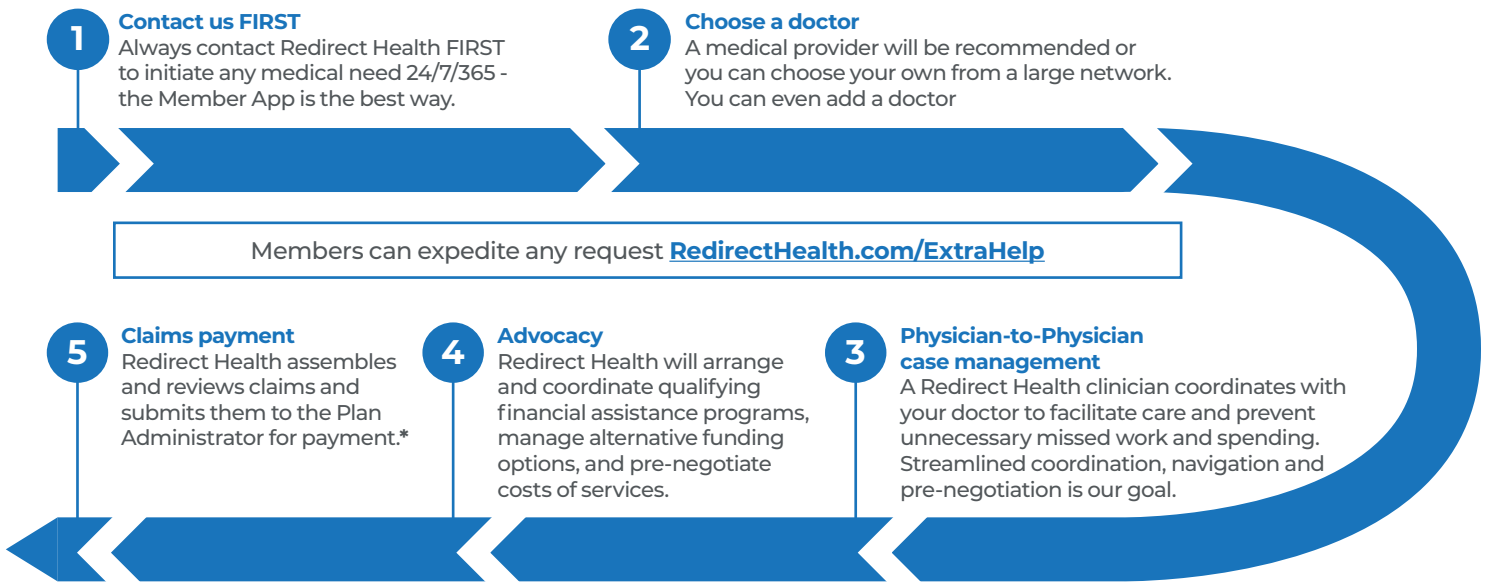 1
Contact us FIRST
Always contact Redirect Health FIRST
to initiate any medical need 24/7/365 -
the Member App is the best way.
2
Choose a doctor
A medical provider will be recommended or
you can choose your own from a large network.
You can even add a doctor
Members can expedite any request RedirectHealth.com/ExtraHelp
3
Physician-to-Physician
case management
A Redirect Health clinician coordinates with
your doctor to facilitate care and prevent
unnecessary missed work and spending.
Streamlined coordination, navigation and
pre-negotiation is our goal.
4
Advocacy
Redirect Health will arrange
and coordinate qualifying
financial assistance programs,
manage alternative funding
options, and pre-negotiate
costs of services.
5
Claims payment
Redirect Health assembles
and reviews claims and
submits them to the Plan
Administrator for payment.*